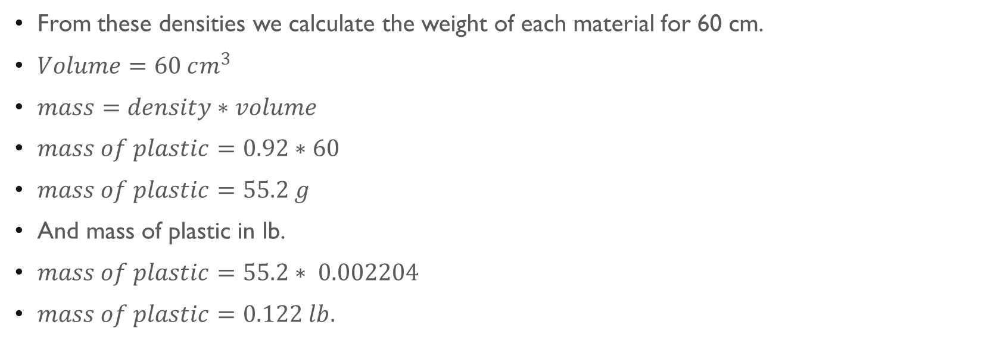 • From these densities we calculate the weight of each material for 60 cm.
• Volume = 60 cm³
• mass = density ∗ volume
• mass of plastic = 0.92 ∗ 60
• mass of plastic = 55.2 g
• And mass of plastic in lb.
• mass of plastic = 55.2 ∗ 0.002204
• mass of plastic = 0.122 lb.